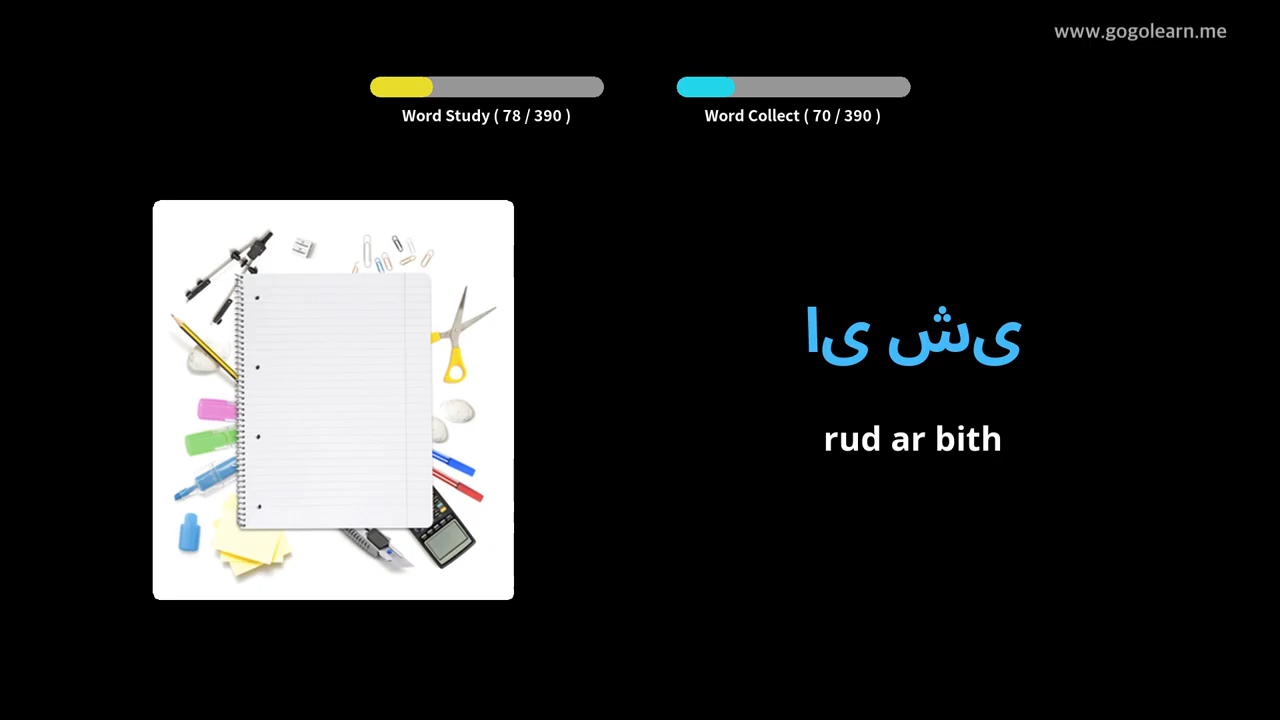 ای شی
rud ar bith
www.gogolearn.me
Word Study ( 78 / 390 )
Word Collect ( 70 / 390 )